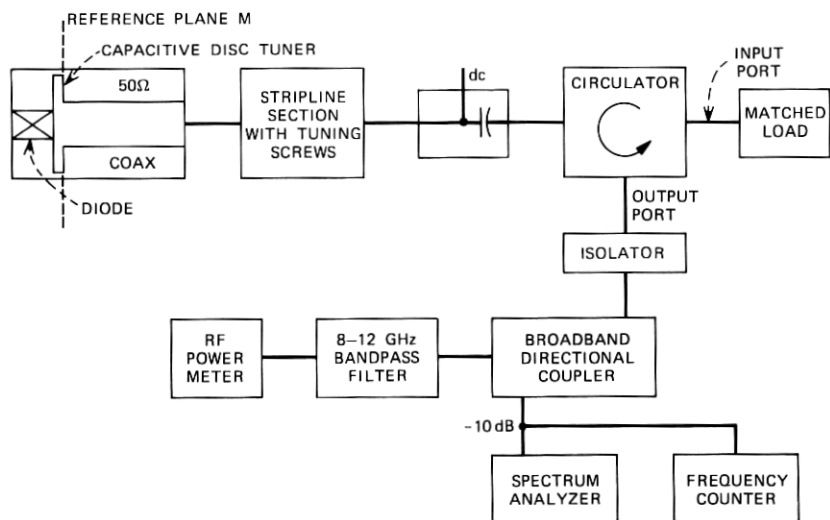 REFERENCE PLANE M
CAPACITIVE DISC TUNER
50Ω
COAX
DIODE
STRIPLINE
SECTION
WITH TUNING
SCREWS
dc
CIRCULATOR
INPUT
PORT
MATCHED
LOAD
OUTPUT
PORT
ISOLATOR
RF
POWER
METER
8–12 GHz
BANDPASS
FILTER
BROADBAND
DIRECTIONAL
COUPLER
-10 dB
SPECTRUM
ANALYZER
FREQUENCY
COUNTER